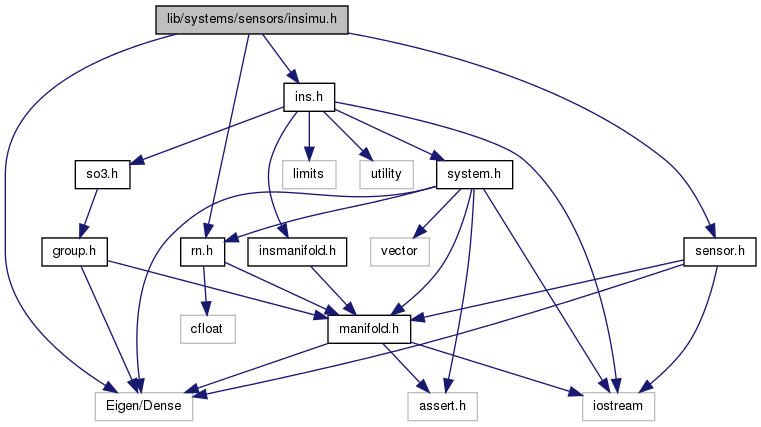 lib/systems/sensors/insimu.h
ins.h
so3.h
limits
utility
system.h
group.h
rn.h
insmanifold.h
vector
sensor.h
cfloat
manifold.h
Eigen/Dense
assert.h
iostream